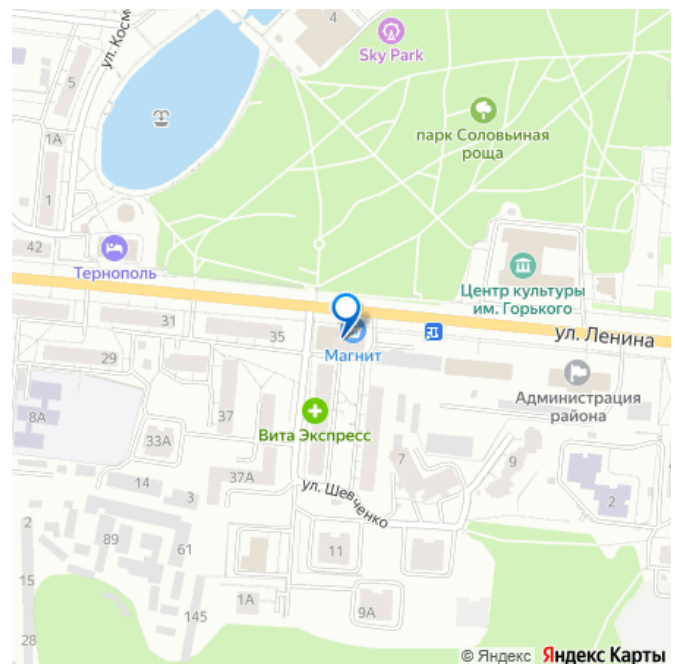 4
Sky Park
ул. Косм
5
парк Соловьиная
роща
1А
1
42
Тернополь
Центр культуры
им. Горького
31
35
ул. Ленина
Магнит
29
Администрация
района
8А
37
33А
Вита Экспресс
7
9
37А
14
3
ул. Шевченко
2
2
89
61
11
15
1А
145
9А
28
© Яндекс Яндекс Карты